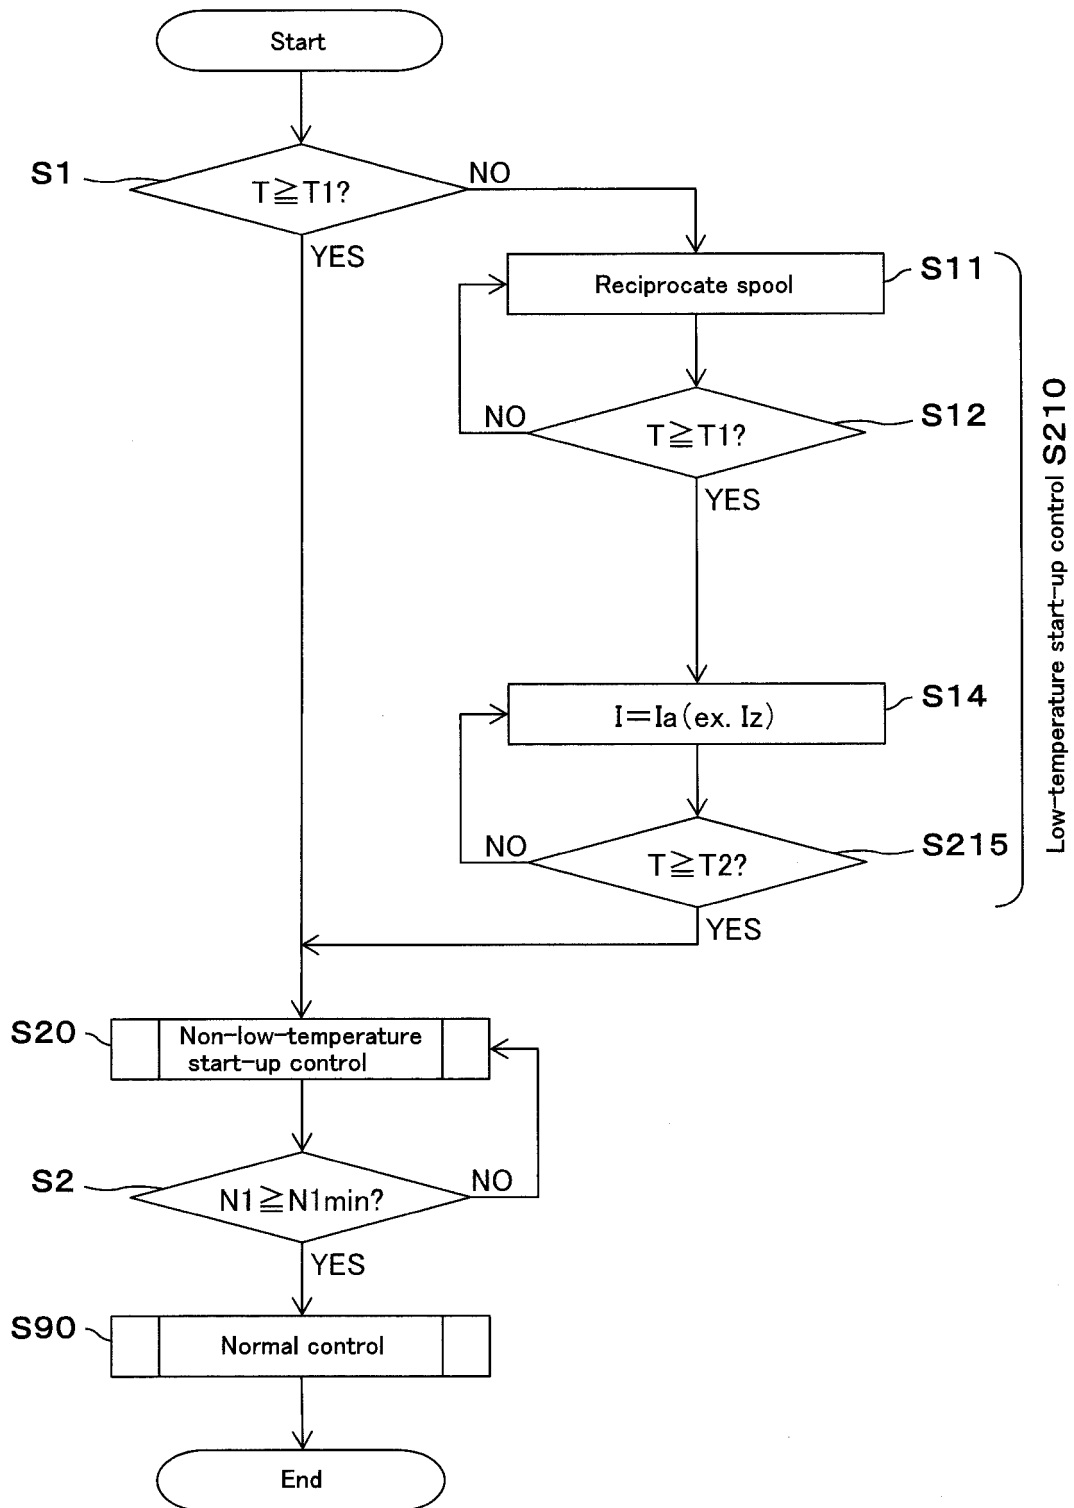 Start
S1
T≧T1?
NO
YES
Reciprocate spool
S11
T≧T1?
S12
NO
YES
I=Ia(ex. Iz)
S14
T≧T2?
S215
NO
YES
Low-temperature start-up control S210
S20
Non-low-temperature
start-up control
S2
N1≧N1min?
NO
YES
S90
Normal control
End